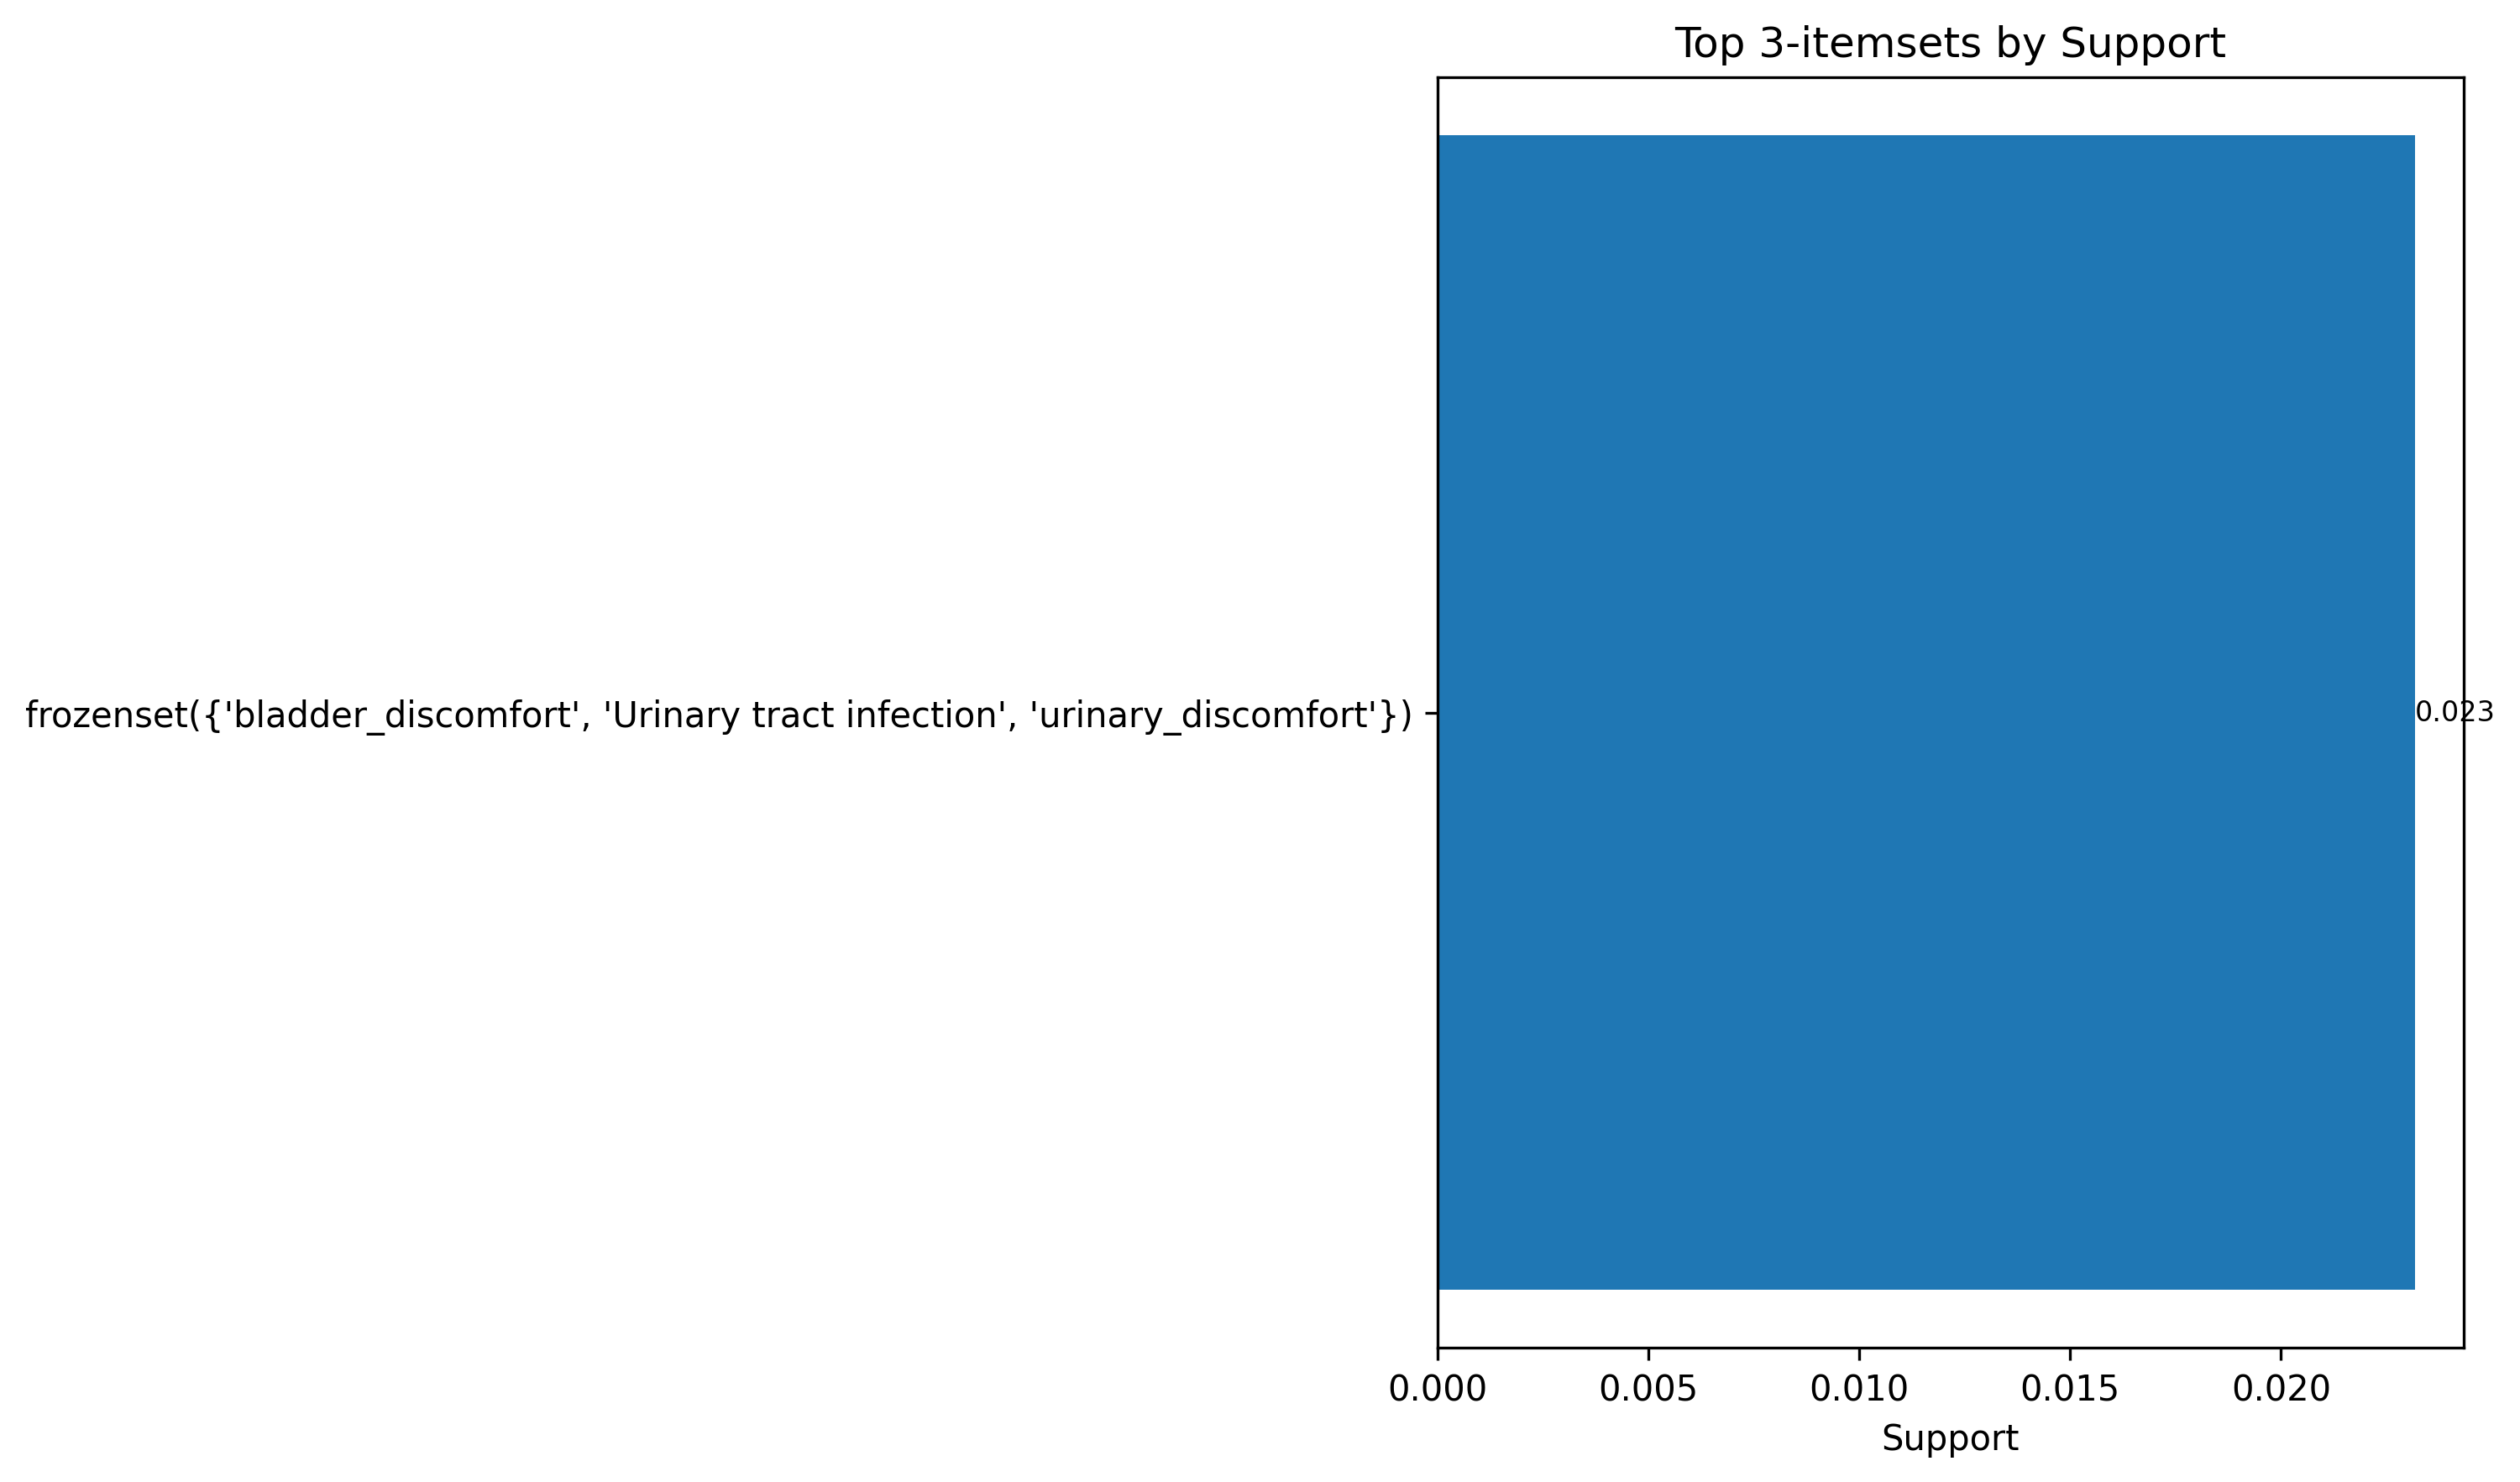 Top 3-itemsets by Support
frozenset({'bladder_discomfort', 'Urinary tract infection', 'urinary_discomfort'})
0.023
0.000 0.005 0.010 0.015 0.020
Support